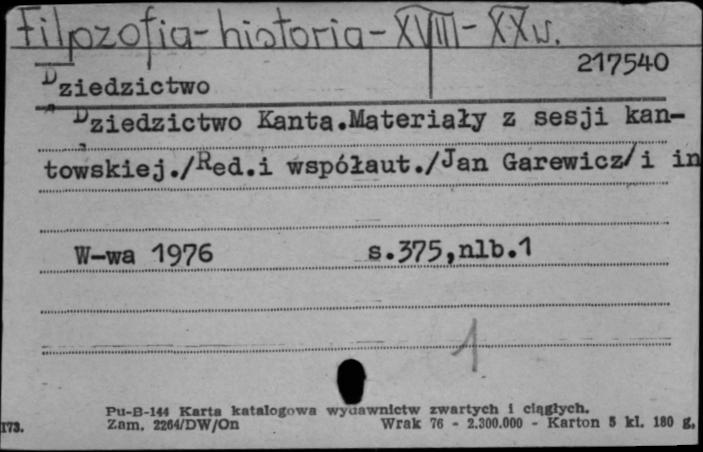 Filozofia-historia-XVIII-XXw.
217540
Dziedzictwo
Dziedzictwo Kanta.Materiały z sesji kan-
towskiej./Red.i współaut./Jan Garewicz/i in
W-wa 1976 s.375,nlb.1
1
Pu-B-144 Karta katalogowa wydawnictw zwartych i ciągłych.
173. Zam. 2264/DW/On Wrak 76 - 2.300.000 - Karton 5 kl. 180 g.